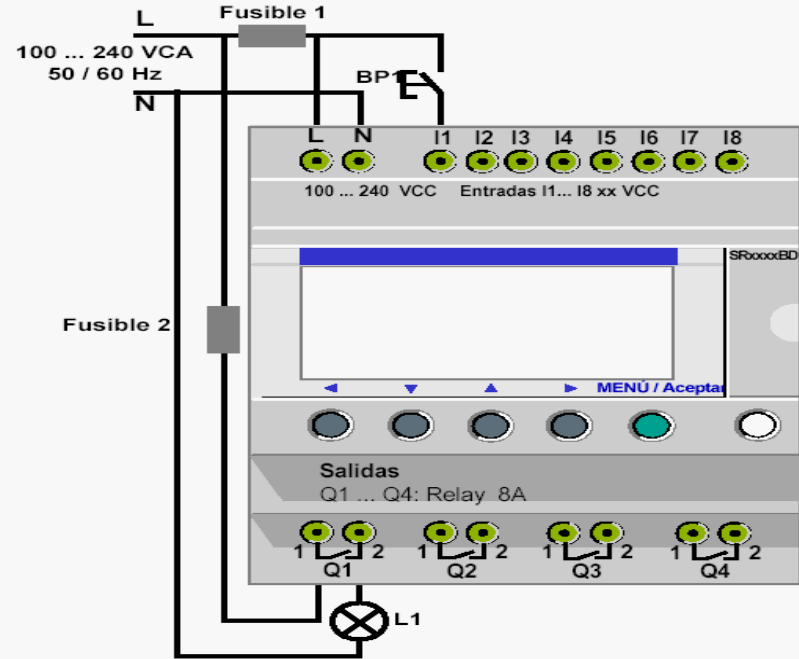 L
Fusible 1
100 ... 240 VCA
50 / 60 Hz
N
BP1
L N I1 I2 I3 I4 I5 I6 I7 I8
100 ... 240 VCC Entradas I1... I8 xx VCC
SRxxxxBD
Fusible 2
MENÚ / Aceptar
Salidas
Q1 ... Q4: Relay 8A
1 2 1 2 1 2 1 2
Q1 Q2 Q3 Q4
L1